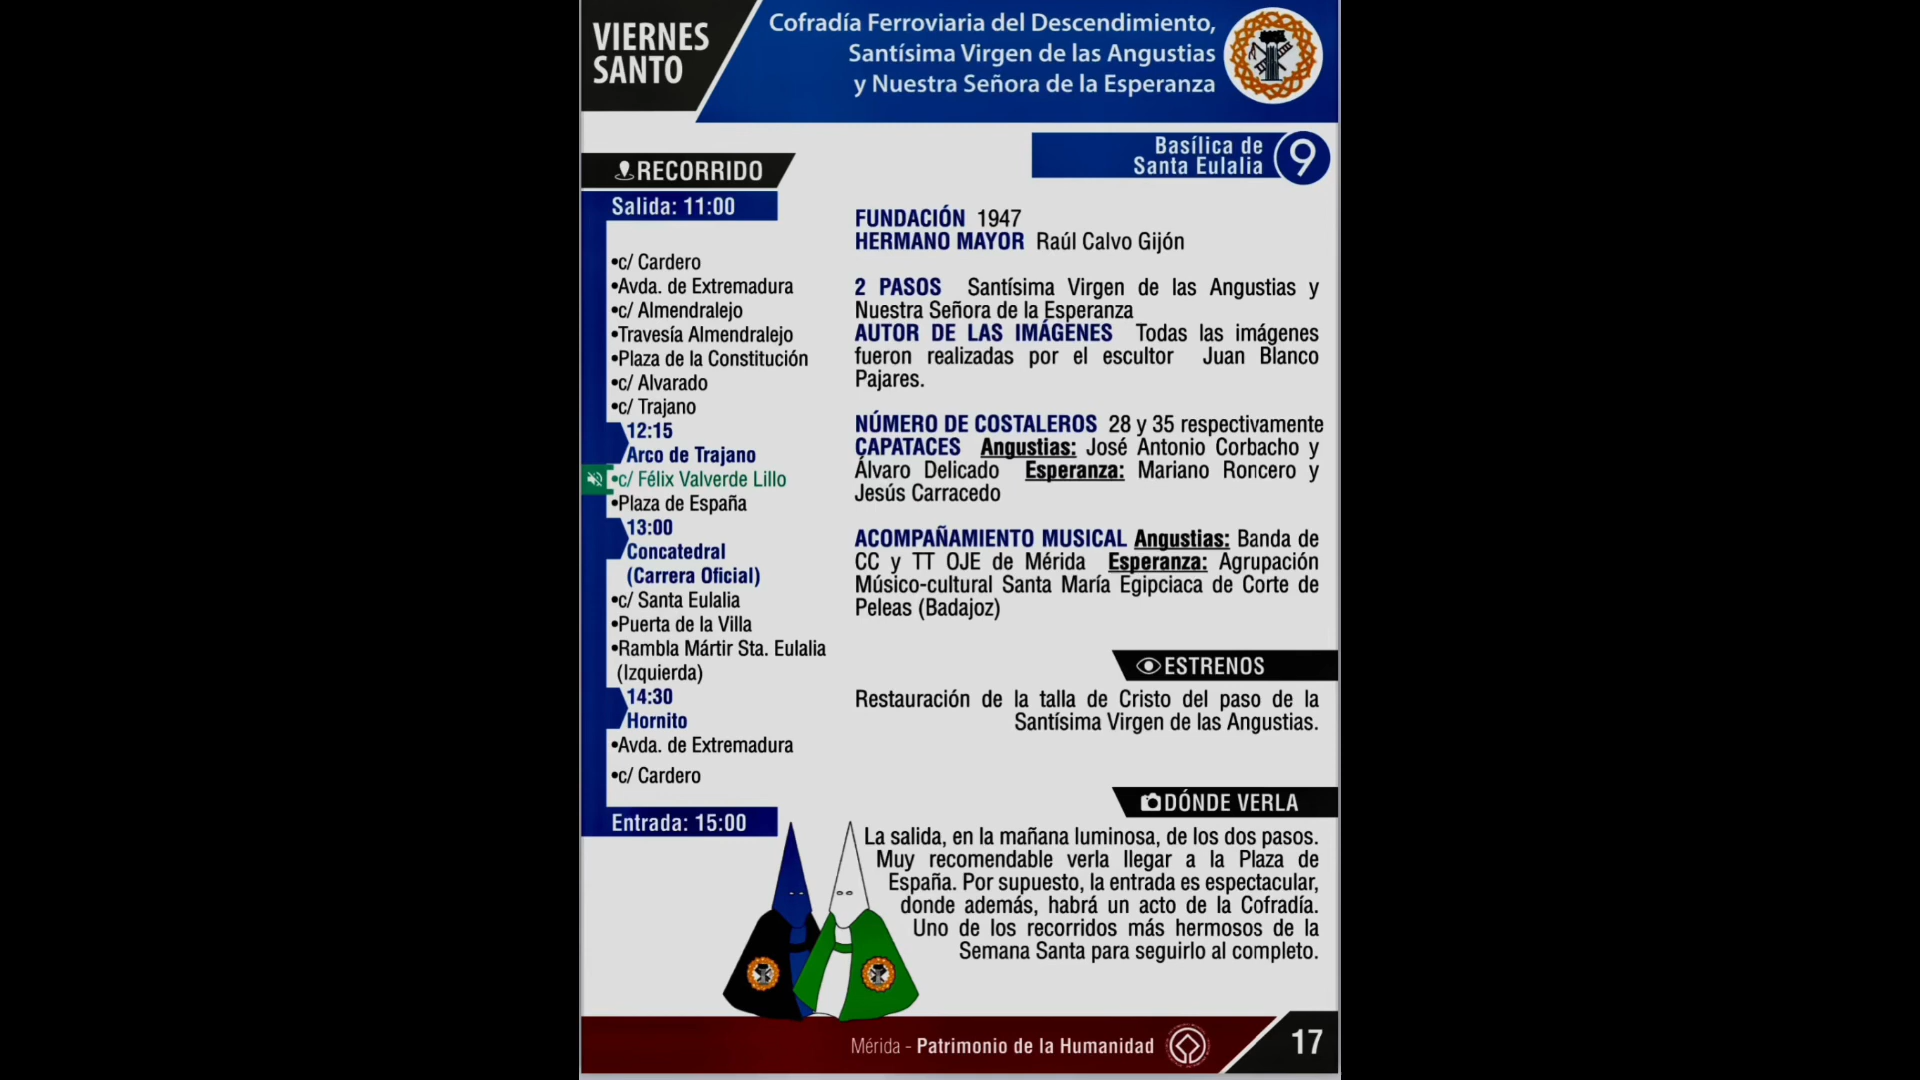 VIERNES
SANTO
Cofradía Ferroviaria del Descendimiento,
Santísima Virgen de las Angustias
y Nuestra Señora de la Esperanza
Basílica de
Santa Eulalia
9
RECORRIDO
Salida: 11:00
•c/ Cardero
•Avda. de Extremadura
•c/ Almendralejo
•Travesía Almendralejo
•Plaza de la Constitución
•c/ Alvarado
•c/ Trajano
12:15
Arco de Trajano
•c/ Félix Valverde Lillo
•Plaza de España
13:00
Concatedral
(Carrera Oficial)
•c/ Santa Eulalia
•Puerta de la Villa
•Rambla Mártir Sta. Eulalia
(Izquierda)
14:30
Hornito
•Avda. de Extremadura
•c/ Cardero
Entrada: 15:00
FUNDACIÓN 1947
HERMANO MAYOR Raúl Calvo Gijón
2 PASOS Santísima Virgen de las Angustias y
Nuestra Señora de la Esperanza
AUTOR DE LAS IMÁGENES Todas las imágenes
fueron realizadas por el escultor Juan Blanco
Pajares.
NÚMERO DE COSTALEROS 28 y 35 respectivamente
CAPATACES Angustias: José Antonio Corbacho y
Álvaro Delicado Esperanza: Mariano Roncero y
Jesús Carracedo
ACOMPAÑAMIENTO MUSICAL Angustias: Banda de
CC y TT OJE de Mérida Esperanza: Agrupación
Músico-cultural Santa María Egipciaca de Corte de
Peleas (Badajoz)
ESTRENOS
Restauración de la talla de Cristo del paso de la
Santísima Virgen de las Angustias.
DÓNDE VERLA
La salida, en la mañana luminosa, de los dos pasos.
Muy recomendable verla llegar a la Plaza de
España. Por supuesto, la entrada es espectacular,
donde además, habrá un acto de la Cofradía.
Uno de los recorridos más hermosos de la
Semana Santa para seguirlo al completo.
Mérida - Patrimonio de la Humanidad
17